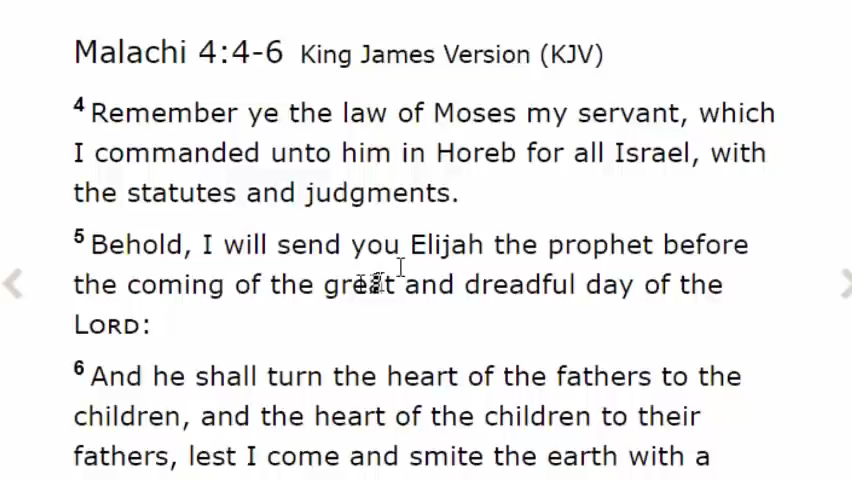 Malachi 4:4-6 King James Version (KJV)
4 Remember ye the law of Moses my servant, which
I commanded unto him in Horeb for all Israel, with
the statutes and judgments.
5 Behold, I will send you Elijah the prophet before
the coming of the great and dreadful day of the
LORD:
6 And he shall turn the heart of the fathers to the
children, and the heart of the children to their
fathers, lest I come and smite the earth with a